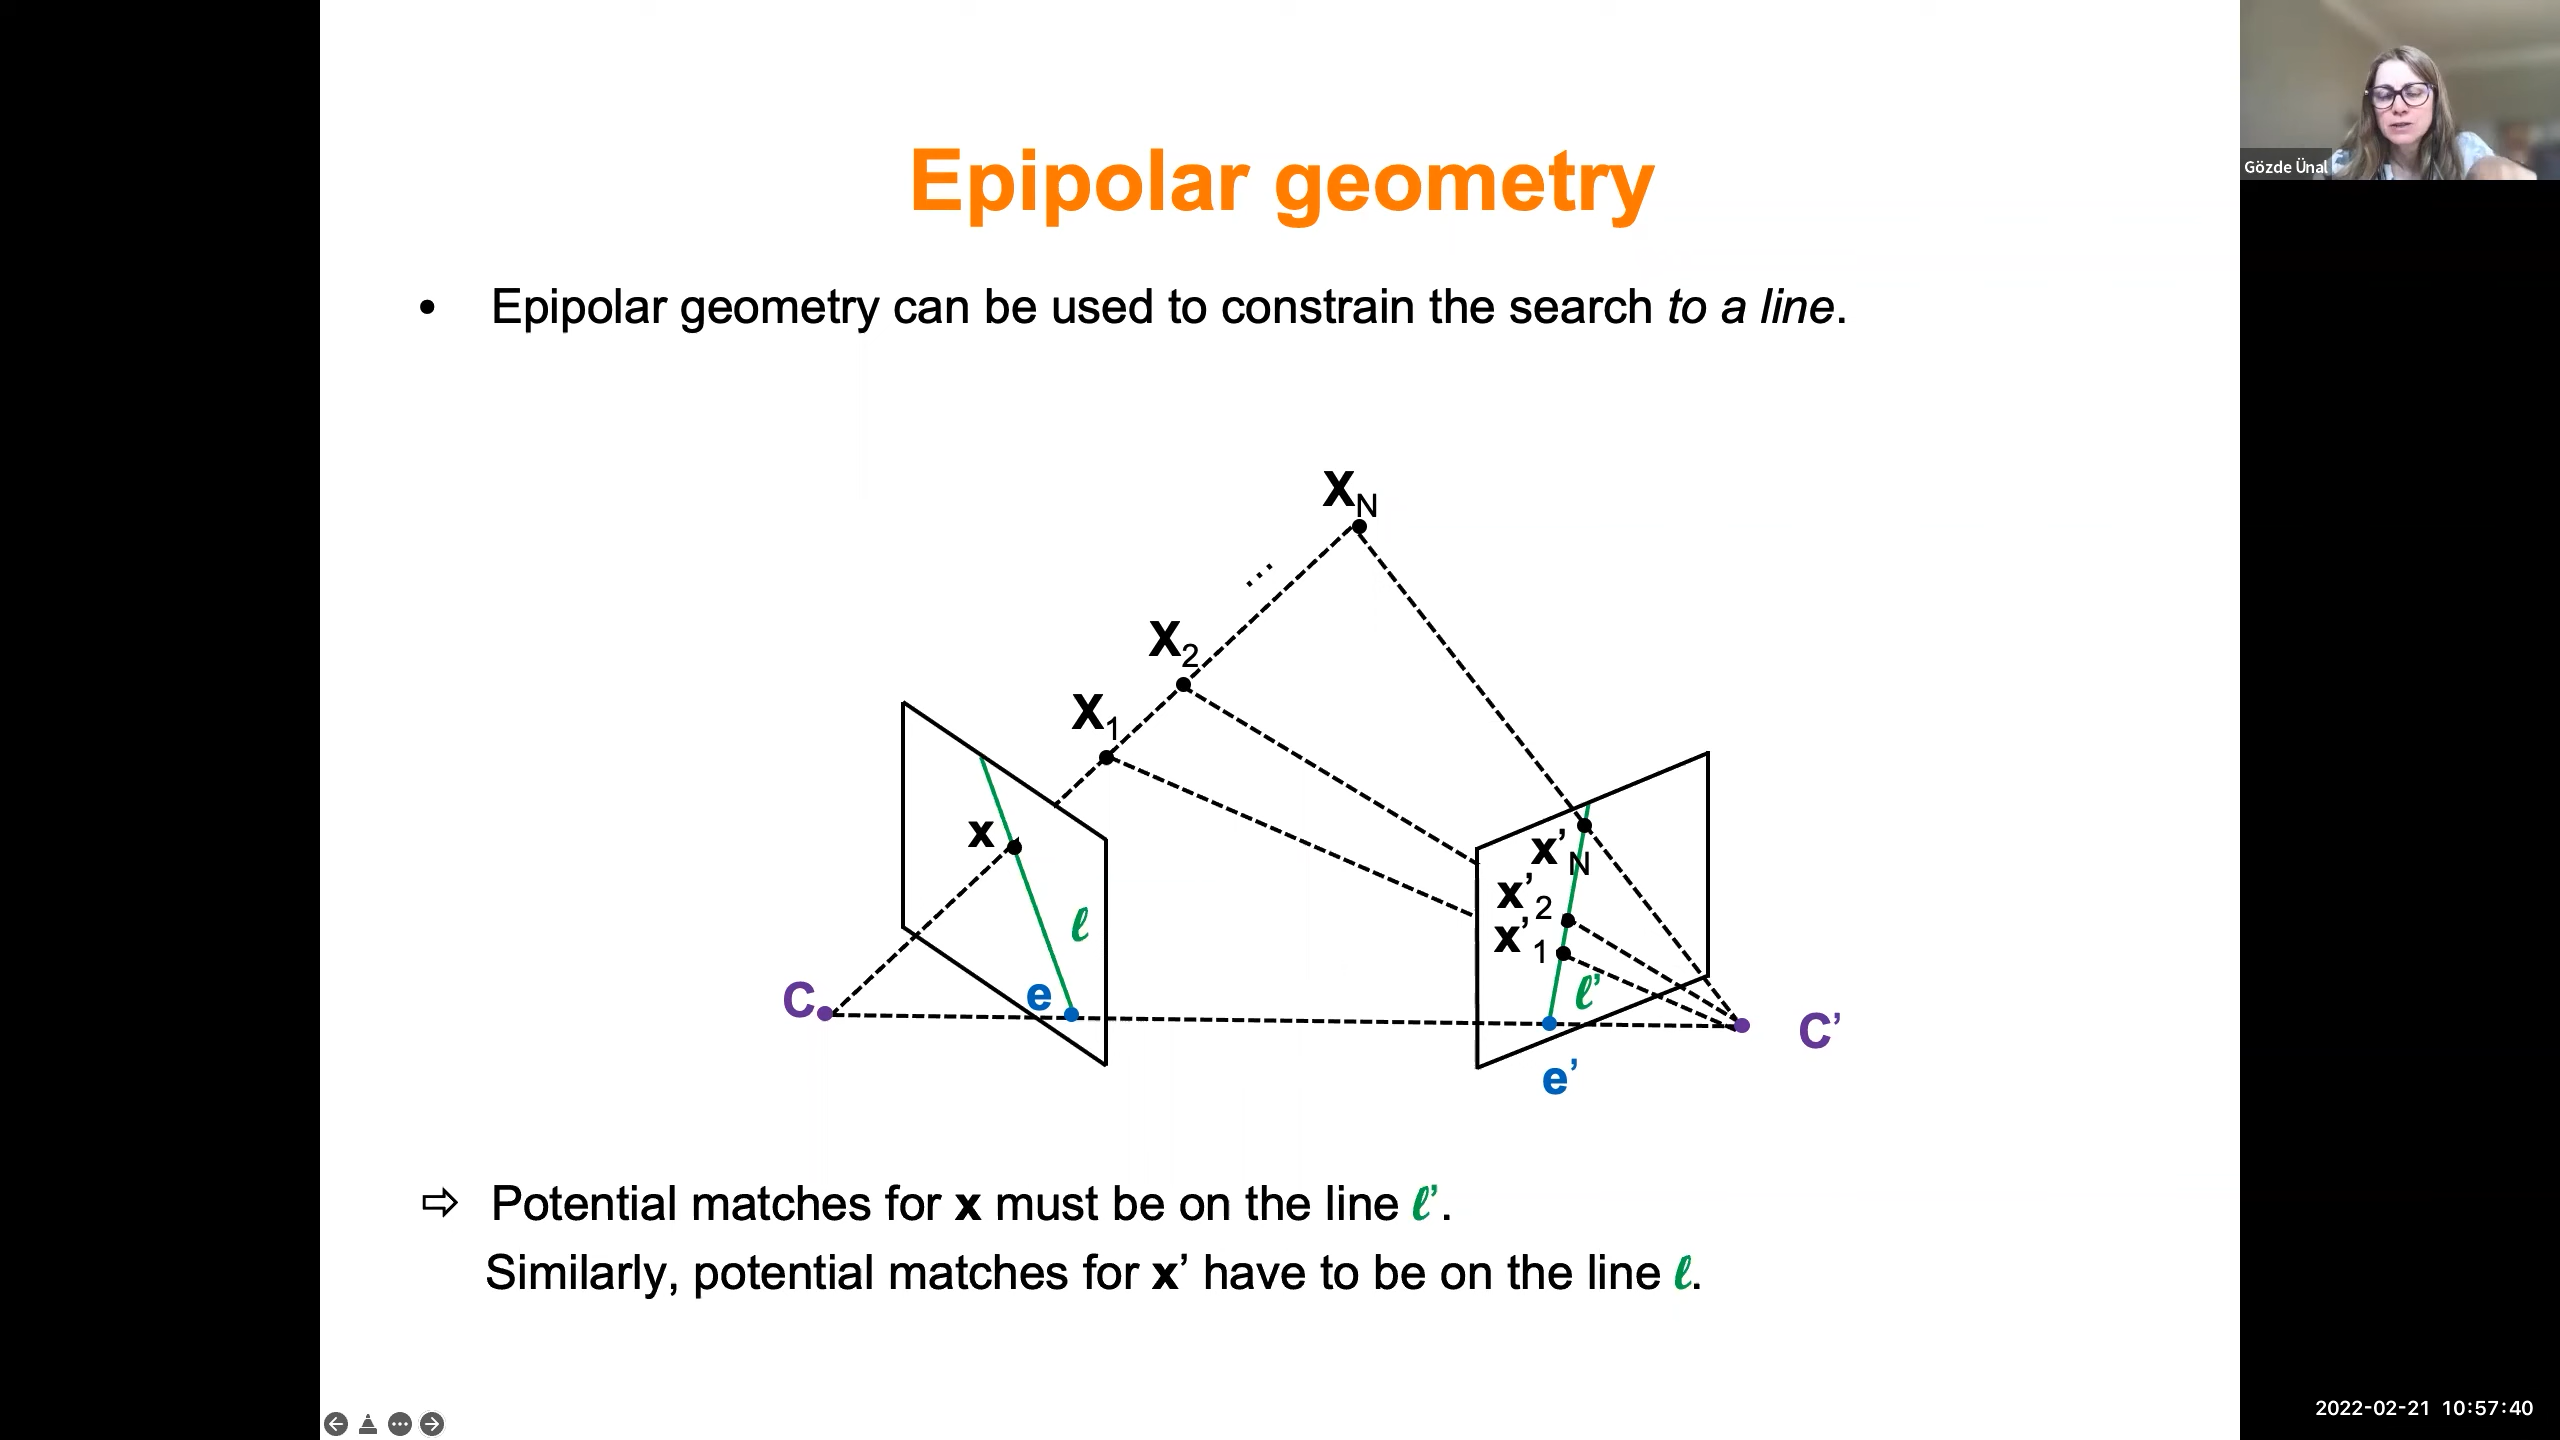 Gözde Ünal
Epipolar geometry
• Epipolar geometry can be used to constrain the search to a line.
X_N
...
X_2
X_1
x
x’_N
x’_2
x’_1
ℓ
ℓ’
C
e
C’
e’
⇨ Potential matches for x must be on the line ℓ’.
Similarly, potential matches for x’ have to be on the line ℓ.
2022-02-21 10:57:40